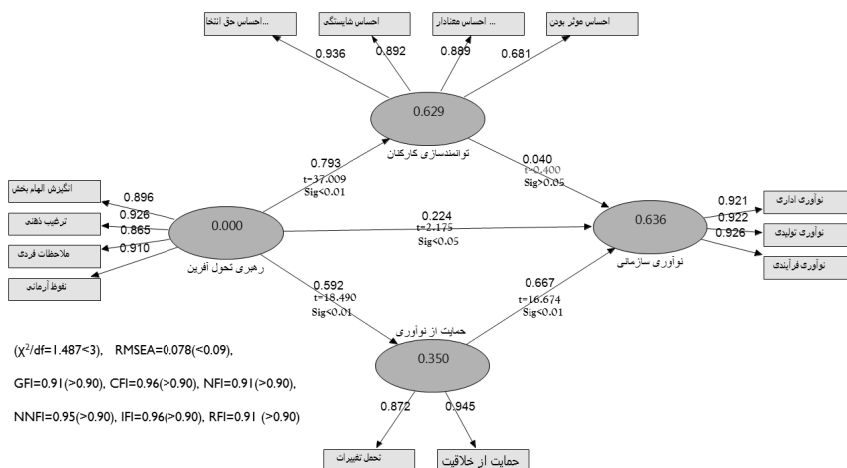 احساس حق انتخا...
احساس شایستگی
احساس معنادار ...
احساس موثر بودن
0.936
0.892
0.889
0.681
0.629
توانمندسازی کارکنان
0.793
t=37.009
Sig<0.01
0.040
t=0.400
Sig>0.05
انگیزش الهام بخش
ترغیب ذهنی
ملاحظات فردی
نفوذ آرمانی
0.896
0.926
0.865
0.910
0.000
رهبری تحول آفرین
0.224
t=2.175
Sig<0.05
0.636
نوآوری سازمانی
0.921
0.922
0.926
نوآوری اداری
نوآوری تولیدی
نوآوری فرآیندی
0.592
t=18.490
Sig<0.01
0.667
t=16.674
Sig<0.01
حمایت از نوآوری
0.350
0.872
0.945
تحمل تغییرات
حمایت از خلاقیت
(χ²/df=1.487<3), RMSEA=0.078(<0.09),
GFI=0.91(>0.90), CFI=0.96(>0.90), NFI=0.91(>0.90),
NNFI=0.95(>0.90), IFI=0.96(>0.90), RFI=0.91 (>0.90)